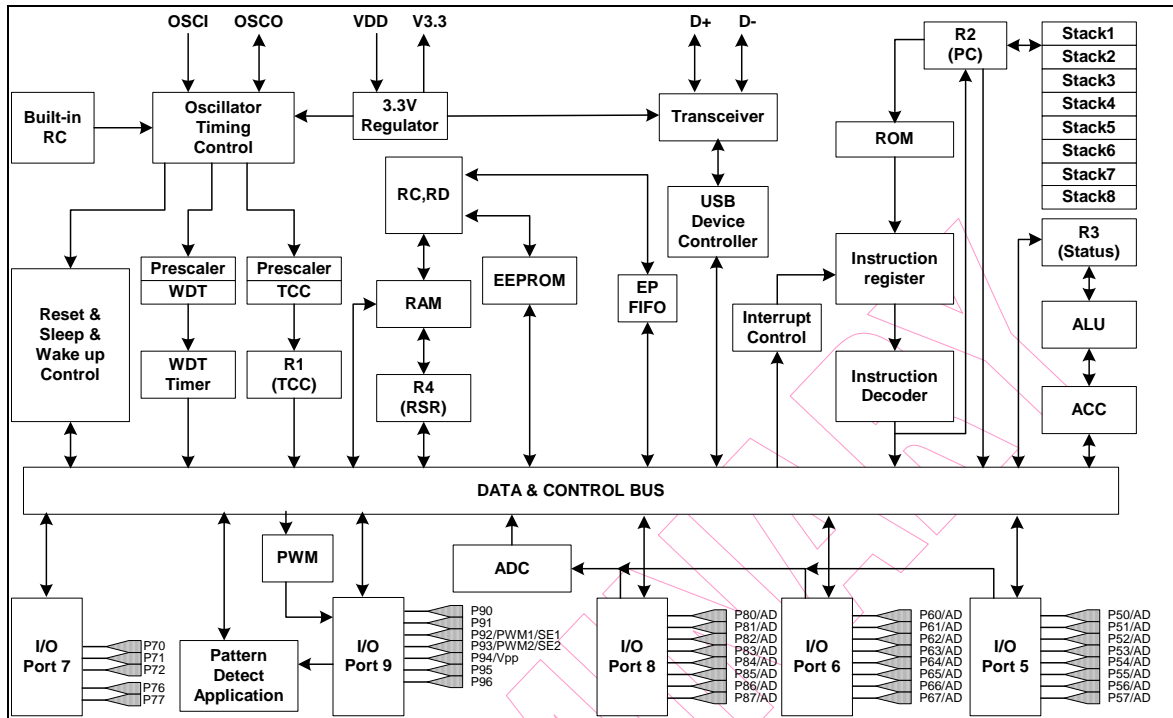 OSCI
OSCO
VDD
V3.3
D+
D-
R2
(PC)
Stack1
Stack2
Stack3
Stack4
Stack5
Stack6
Stack7
Stack8
Built-in
RC
Oscillator
Timing
Control
3.3V
Regulator
Transceiver
ROM
RC,RD
USB
Device
Controller
R3
(Status)
Prescaler
WDT
Prescaler
TCC
EEPROM
EP
FIFO
Instruction
register
RAM
Reset &
Sleep &
Wake up
Control
Interrupt
Control
ALU
WDT
Timer
R1
(TCC)
R4
(RSR)
Instruction
Decoder
ACC
DATA & CONTROL BUS
PWM
ADC
I/O
Port 7
P70
P71
P72
P76
P77
Pattern
Detect
Application
I/O
Port 9
P90
P91
P92/PWM1/SE1
P93/PWM2/SE2
P94/Vpp
P95
P96
I/O
Port 8
P80/AD
P81/AD
P82/AD
P83/AD
P84/AD
P85/AD
P86/AD
P87/AD
I/O
Port 6
P60/AD
P61/AD
P62/AD
P63/AD
P64/AD
P65/AD
P66/AD
P67/AD
I/O
Port 5
P50/AD
P51/AD
P52/AD
P53/AD
P54/AD
P55/AD
P56/AD
P57/AD